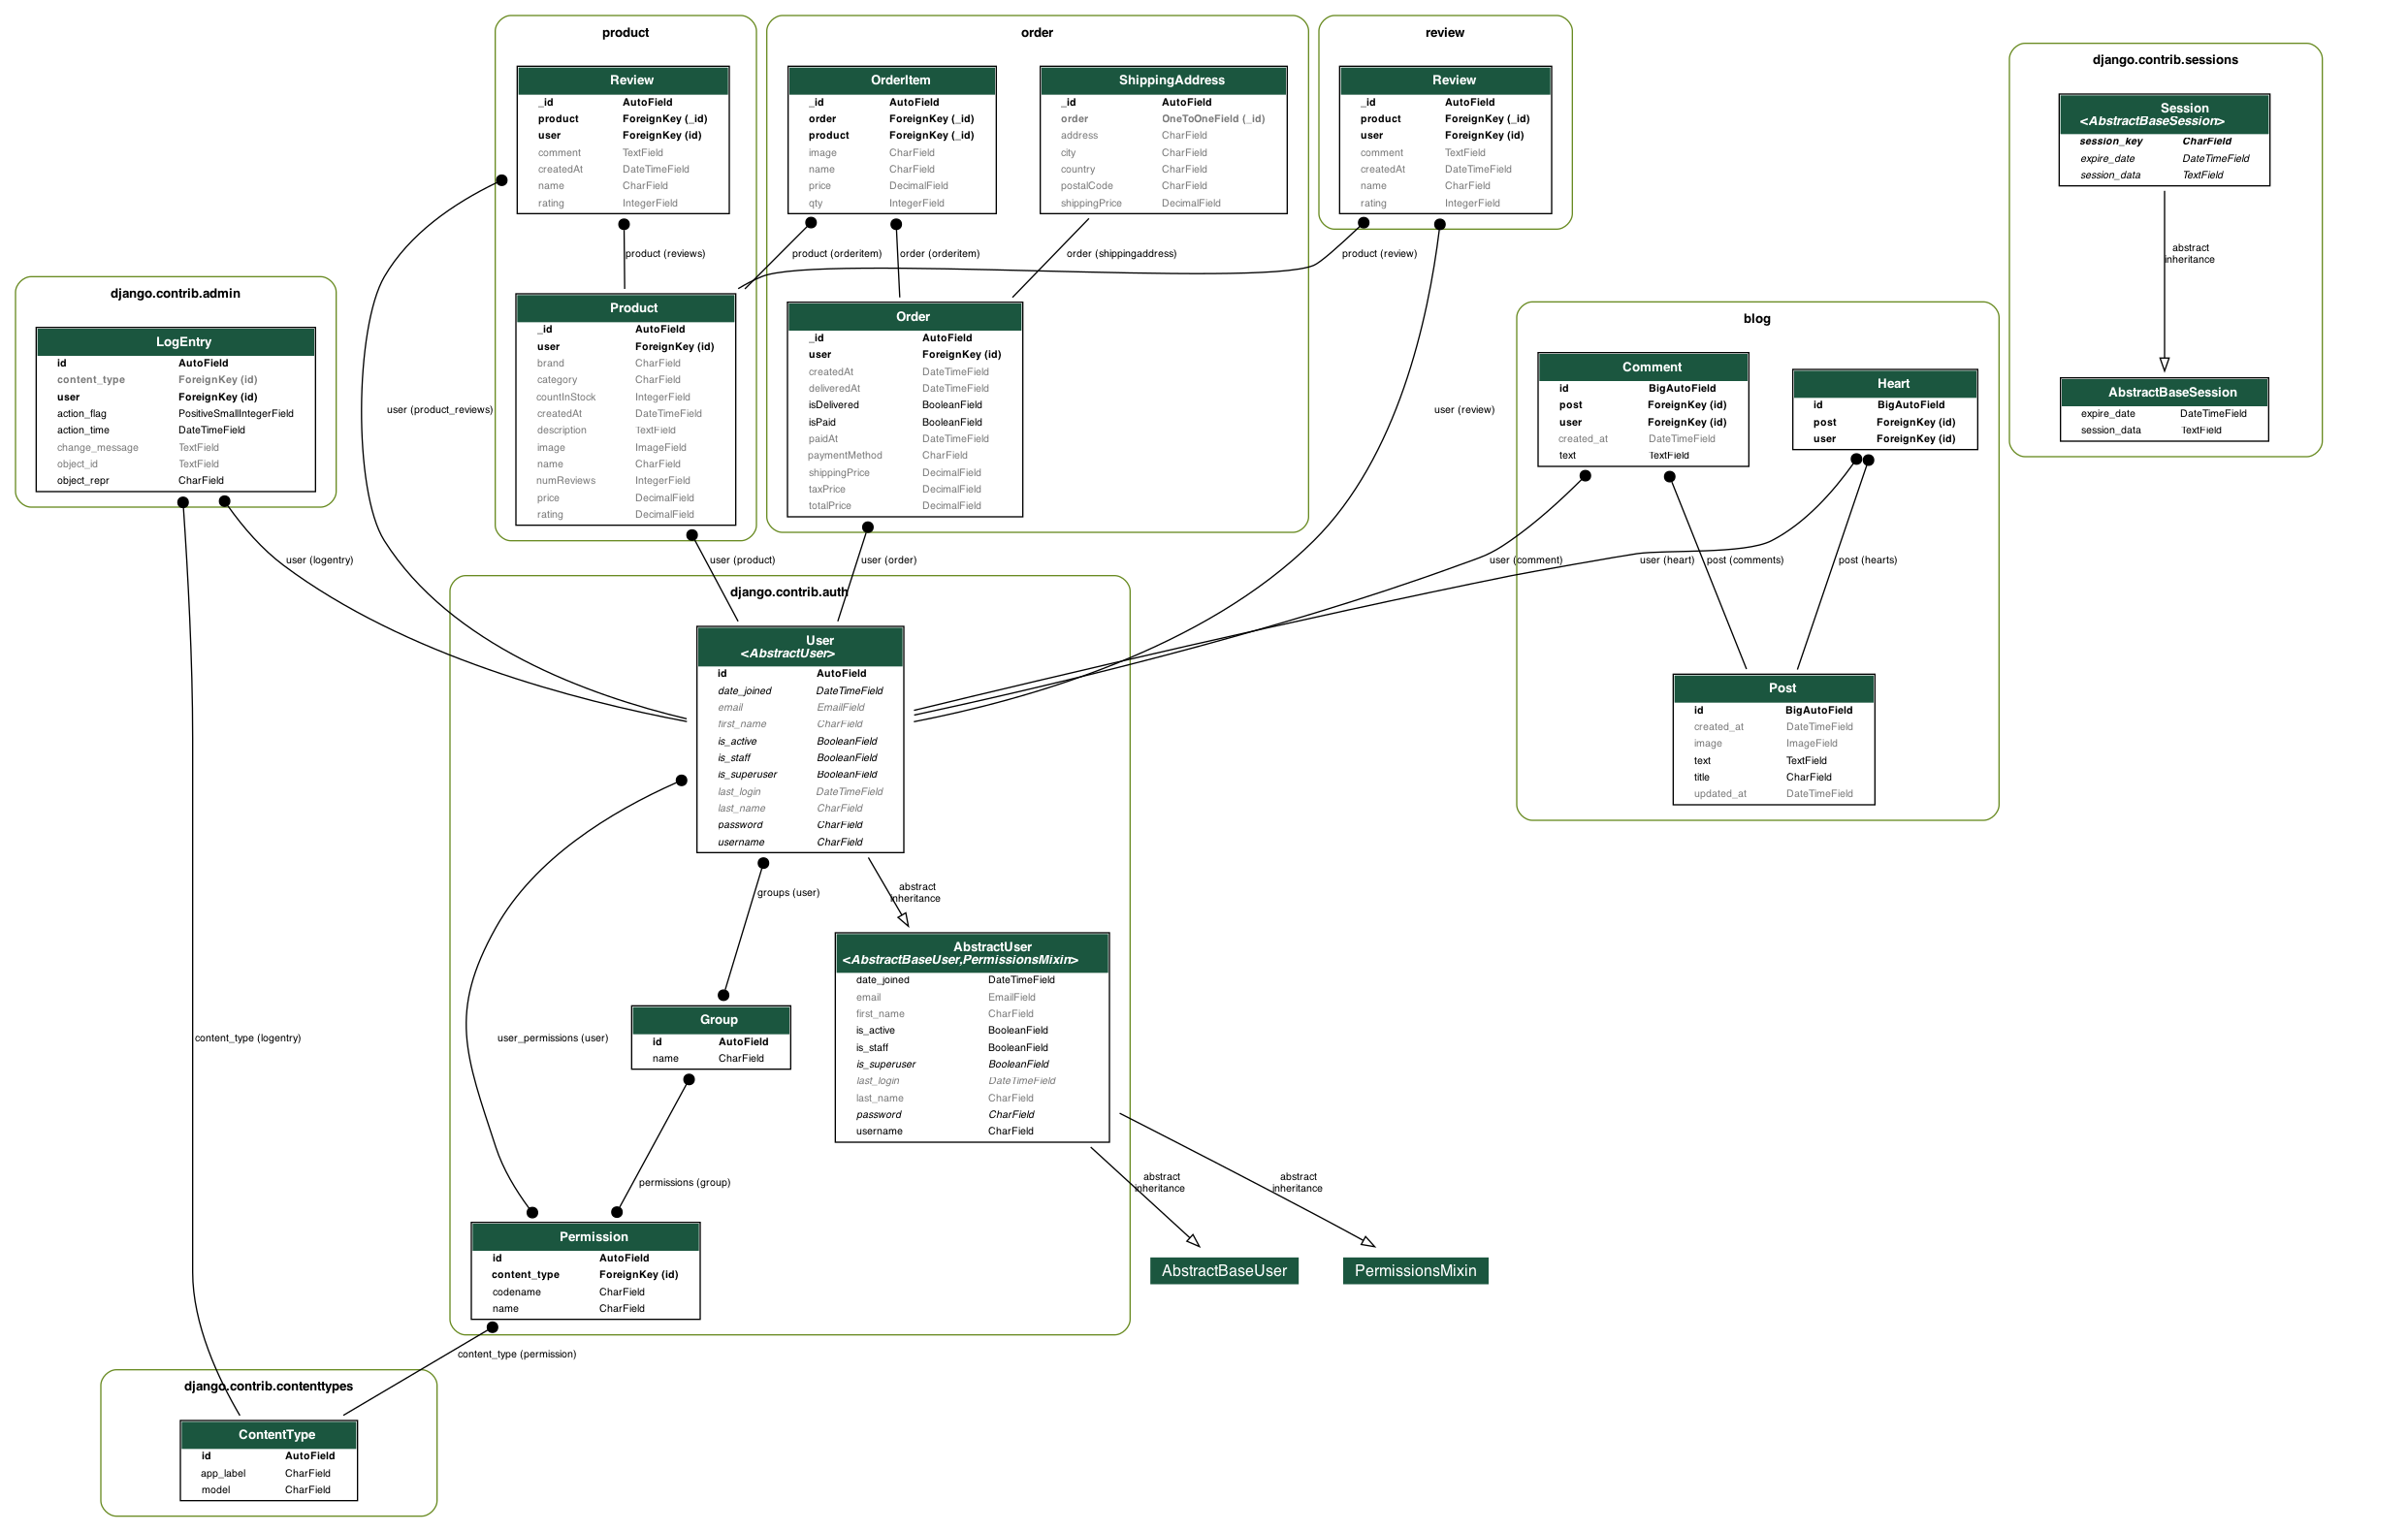 product
Review
_id AutoField
product ForeignKey (_id)
user ForeignKey (id)
comment TextField
createdAt DateTimeField
name CharField
rating IntegerField
product (reviews)
Product
_id AutoField
user ForeignKey (id)
brand CharField
category CharField
countInStock IntegerField
createdAt DateTimeField
description TextField
image ImageField
name CharField
numReviews IntegerField
price DecimalField
rating DecimalField
order
OrderItem
_id AutoField
order ForeignKey (_id)
product ForeignKey (_id)
image CharField
name CharField
price DecimalField
qty IntegerField
ShippingAddress
_id AutoField
order OneToOneField (_id)
address CharField
city CharField
country CharField
postalCode CharField
shippingPrice DecimalField
product (orderitem)
order (orderitem)
order (shippingaddress)
Order
_id AutoField
user ForeignKey (id)
createdAt DateTimeField
deliveredAt DateTimeField
isDelivered BooleanField
isPaid BooleanField
paidAt DateTimeField
paymentMethod CharField
shippingPrice DecimalField
taxPrice DecimalField
totalPrice DecimalField
review
Review
_id AutoField
product ForeignKey (_id)
user ForeignKey (id)
comment TextField
createdAt DateTimeField
name CharField
rating IntegerField
product (review)
user (review)
django.contrib.sessions
Session
<AbstractBaseSession>
session_key CharField
expire_date DateTimeField
session_data TextField
abstract
inheritance
AbstractBaseSession
expire_date DateTimeField
session_data TextField
django.contrib.admin
LogEntry
id AutoField
content_type ForeignKey (id)
user ForeignKey (id)
action_flag PositiveSmallIntegerField
action_time DateTimeField
change_message TextField
object_id TextField
object_repr CharField
user (product_reviews)
user (logentry)
user (product)
user (order)
blog
Comment
id BigAutoField
post ForeignKey (id)
user ForeignKey (id)
created_at DateTimeField
text TextField
Heart
id BigAutoField
post ForeignKey (id)
user ForeignKey (id)
user (comment)
user (heart)
post (comments)
post (hearts)
Post
id BigAutoField
created_at DateTimeField
image ImageField
text TextField
title CharField
updated_at DateTimeField
django.contrib.auth
User
<AbstractUser>
id AutoField
date_joined DateTimeField
email EmailField
first_name CharField
is_active BooleanField
is_staff BooleanField
is_superuser BooleanField
last_login DateTimeField
last_name CharField
password CharField
username CharField
groups (user)
abstract
inheritance
AbstractUser
<AbstractBaseUser,PermissionsMixin>
date_joined DateTimeField
email EmailField
first_name CharField
is_active BooleanField
is_staff BooleanField
is_superuser BooleanField
last_login DateTimeField
last_name CharField
password CharField
username CharField
Group
id AutoField
name CharField
user_permissions (user)
content_type (logentry)
permissions (group)
abstract
inheritance
abstract
inheritance
Permission
id AutoField
content_type ForeignKey (id)
codename CharField
name CharField
AbstractBaseUser
PermissionsMixin
content_type (permission)
django.contrib.contenttypes
ContentType
id AutoField
app_label CharField
model CharField